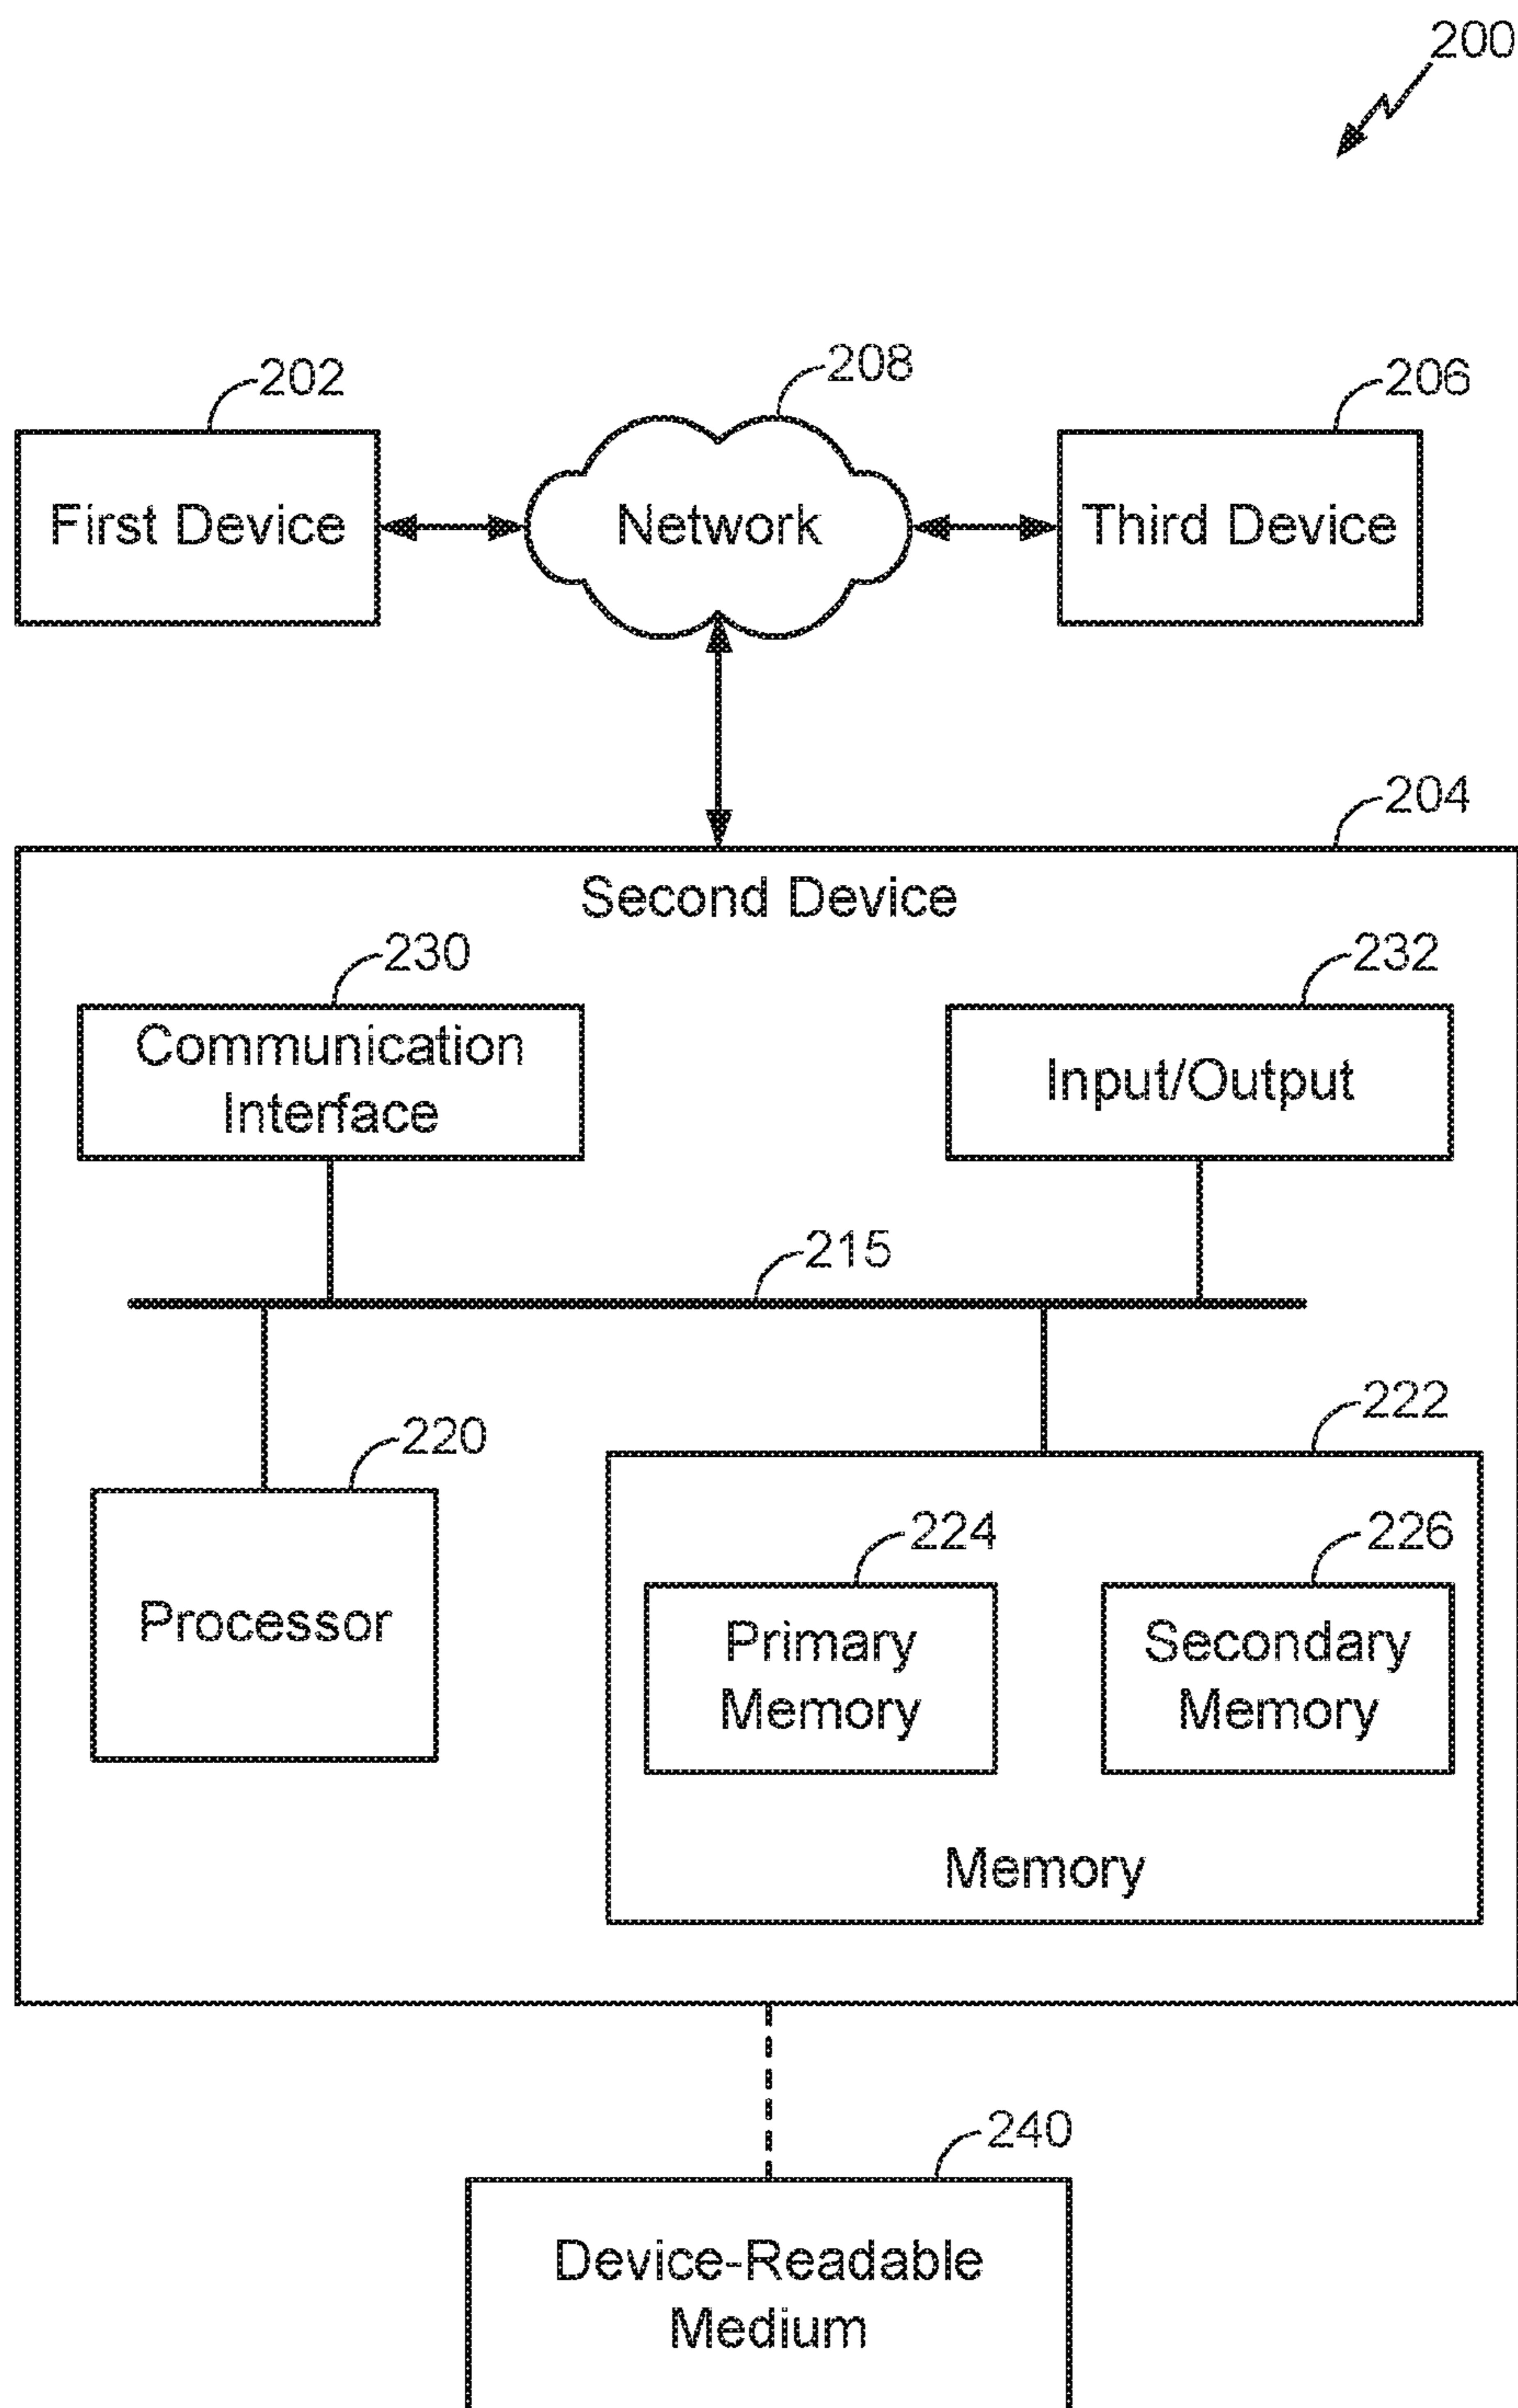 200
202
208
206
First Device
Network
Third Device
204
Second Device
230
232
Communication
Interface
Input/Output
215
220
222
Processor
224
226
Primary
Memory
Secondary
Memory
Memory
240
Device-Readable
Medium